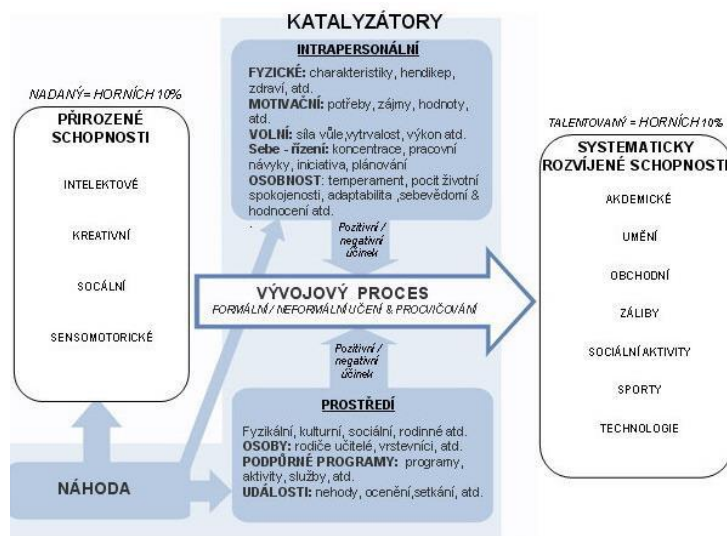 KATALYZÁTORY
INTRAPERSONÁLNÍ
FYZICKÉ: charakteristiky, hendikep,
zdraví, atd.
MOTIVAČNÍ: potřeby, zájmy, hodnoty,
atd.
VOLNÍ: síla vůle,vytrvalost, výkon atd.
Sebe - řízení: koncentrace, pracovní
návyky, iniciativa, plánování
OSOBNOST: temperament, pocit životní
spokojenosti, adaptabilita ,sebevědomí &
hodnocení atd.
.
NADANÝ= HORNÍCH 10%
PŘIROZENÉ
SCHOPNOSTI
INTELEKTOVÉ
KREATIVNÍ
SOCÁLNÍ
SENSOMOTORICKÉ
Pozitivní /
negativní
účinek
VÝVOJOVÝ PROCES
FORMÁLNÍ / NEFORMÁLNÍ UČENÍ & PROCVIČOVÁNÍ
Pozitivní /
negativní
účinek
PROSTŘEDÍ
Fyzikální, kulturní, sociální, rodinné atd.
OSOBY: rodiče učitelé, vrstevníci, atd.
PODPŮRNÉ PROGRAMY: programy,
aktivity, služby, atd.
UDÁLOSTI: nehody, ocenění,setkání, atd.
NÁHODA
TALENTOVANÝ = HORNÍCH 10%
SYSTEMATICKY
ROZVÍJENÉ SCHOPNOSTI
AKDEMICKÉ
UMĚNÍ
OBCHODNÍ
ZÁLIBY
SOCIÁLNÍ AKTIVITY
SPORTY
TECHNOLOGIE